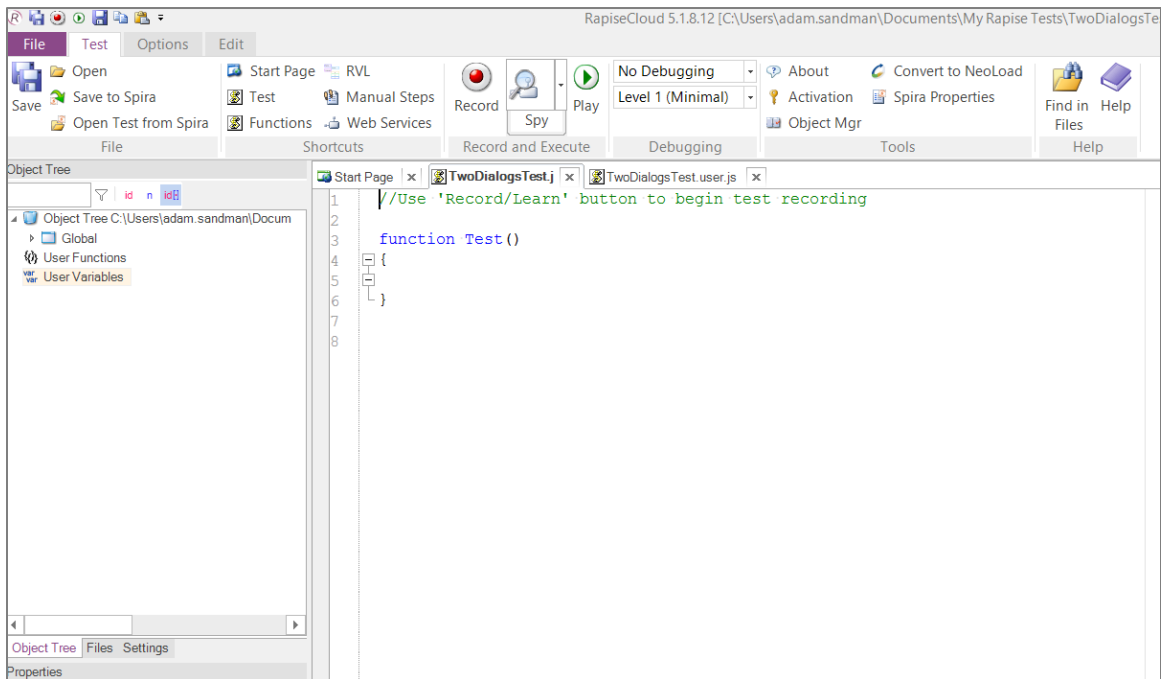 RapiseCloud 5.1.8.12 [C:\Users\adam.sandman\Documents\My Rapise Tests\TwoDialogsTe
File Test Options Edit
Save
Open
Save to Spira
Open Test from Spira
File
Start Page
Test
Functions
RVL
Manual Steps
Web Services
Shortcuts
Record
Spy
Play
Record and Execute
No Debugging
Level 1 (Minimal)
Debugging
About
Activation
Object Mgr
Convert to NeoLoad
Spira Properties
Tools
Find in
Files
Help
Help
Object Tree
id n id
Object Tree C:\Users\adam.sandman\Docum
Global
User Functions
var var User Variables
Object Tree Files Settings
Properties
Start Page x TwoDialogsTest.j x TwoDialogsTest.user.js x
1 //Use 'Record/Learn' button to begin test recording
2
3 function Test()
4 {
5
6 }
7
8